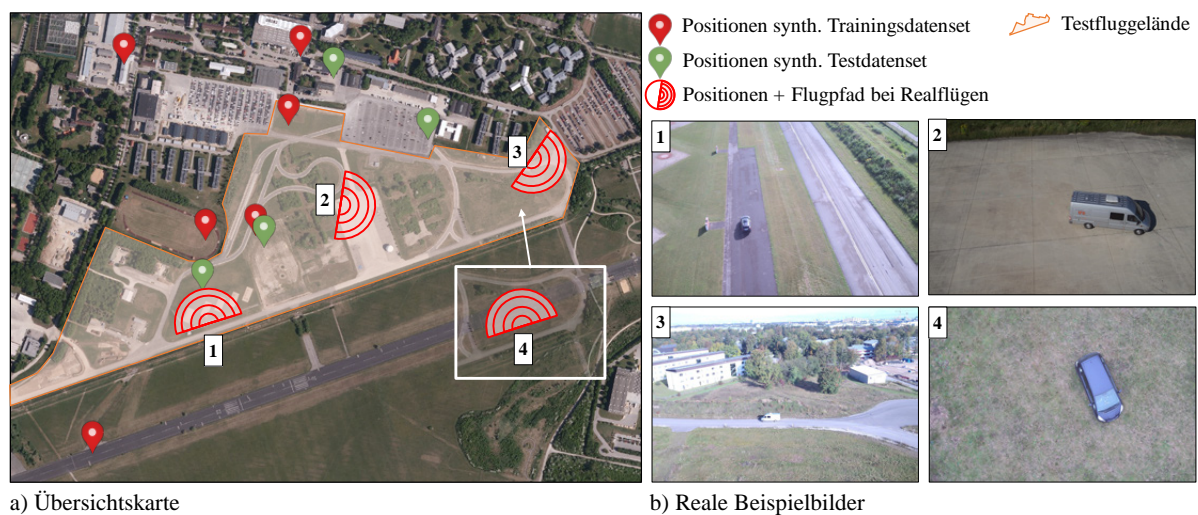 Positionen synth. Trainingsdatenset
Testfluggelände
Positionen synth. Testdatenset
Positionen + Flugpfad bei Realflügen
1
2
3
4
1
2
3
4
a) Übersichtskarte
b) Reale Beispielbilder